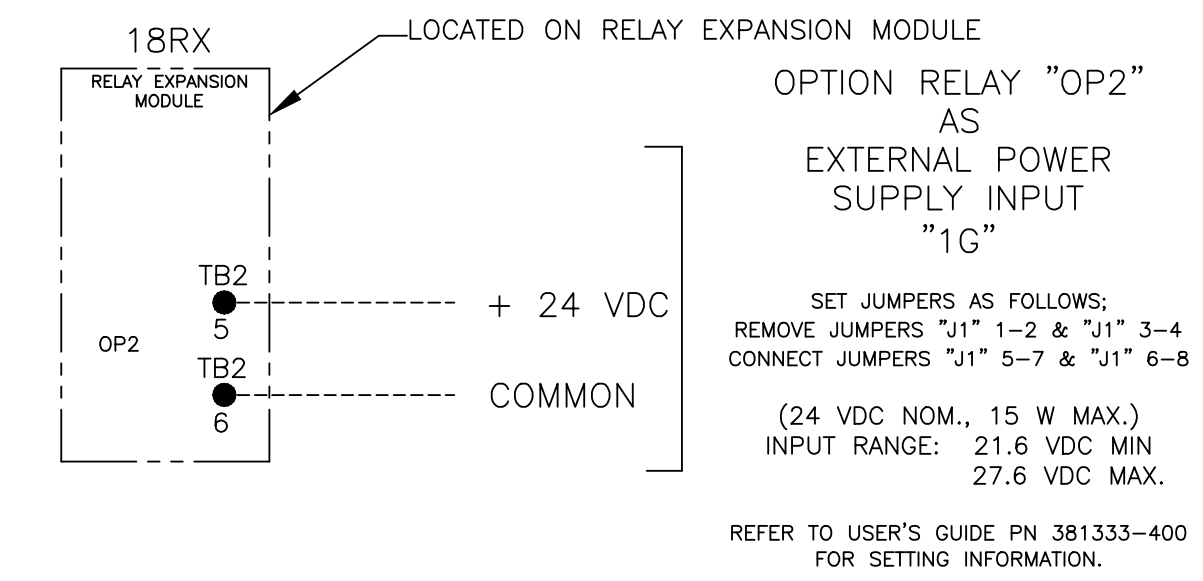 18RX
RELAY EXPANSION
MODULE
LOCATED ON RELAY EXPANSION MODULE
TB2
5
OP2
TB2
6
+ 24 VDC
COMMON
OPTION RELAY "OP2"
AS
EXTERNAL POWER
SUPPLY INPUT
"1G"
SET JUMPERS AS FOLLOWS;
REMOVE JUMPERS "J1" 1-2 & "J1" 3-4
CONNECT JUMPERS "J1" 5-7 & "J1" 6-8
(24 VDC NOM., 15 W MAX.)
INPUT RANGE: 21.6 VDC MIN
27.6 VDC MAX.
REFER TO USER'S GUIDE PN 381333-400
FOR SETTING INFORMATION.